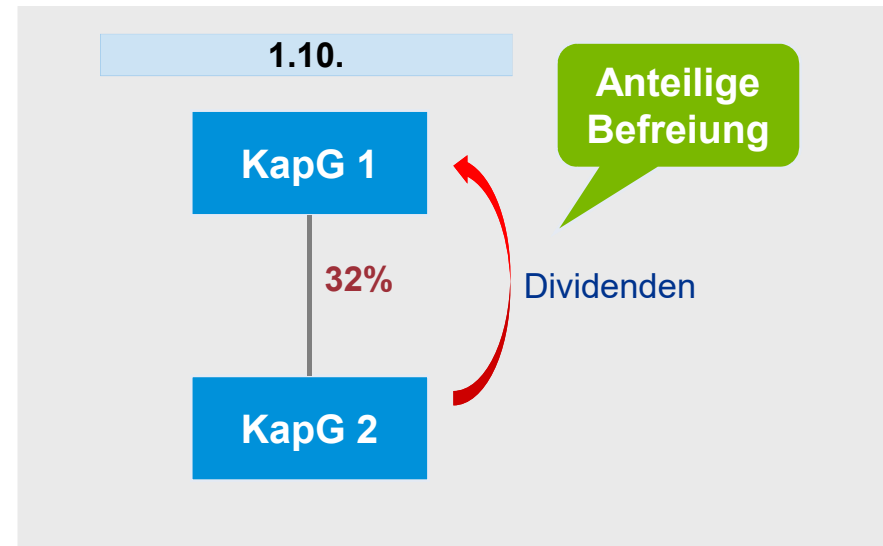 1.10.
Anteilige
Befreiung
KapG 1
32%
Dividenden
KapG 2